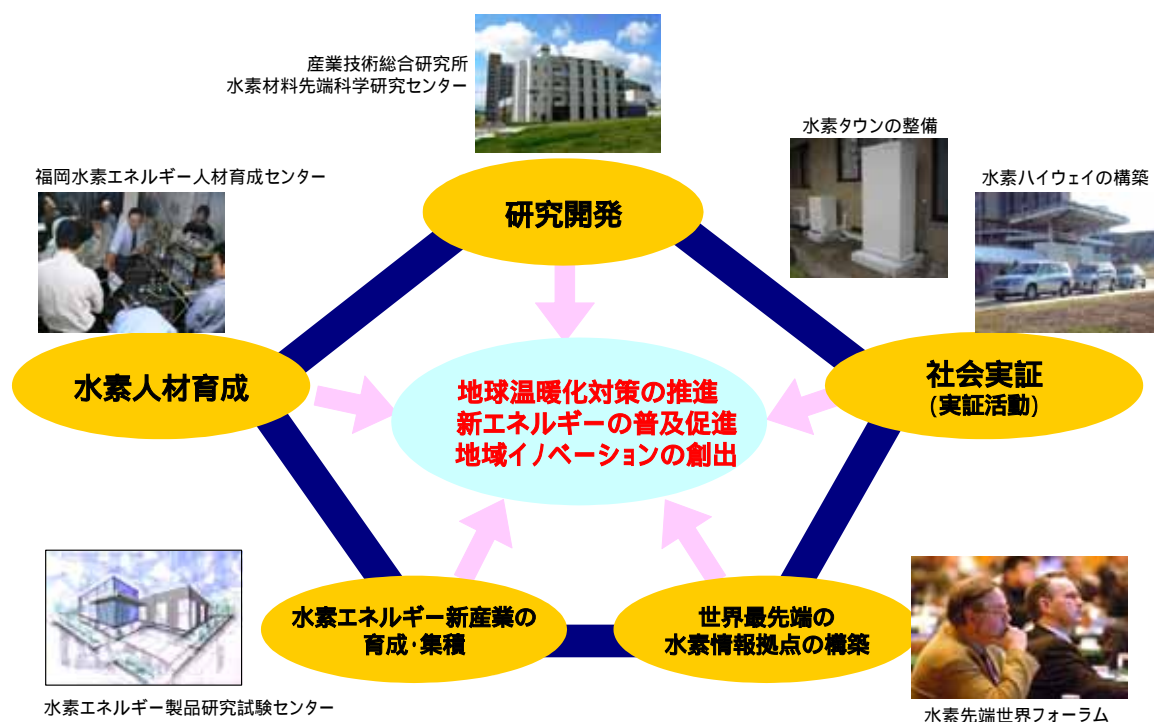 産業技術総合研究所
水素材料先端科学研究センター
水素タウンの整備
水素ハイウェイの構築
福岡水素エネルギー人材育成センター
研究開発
水素人材育成
社会実証
(実証活動)
地球温暖化対策の推進
新エネルギーの普及促進
地域イノベーションの創出
水素エネルギー新産業の
育成・集積
世界最先端の
水素情報拠点の構築
水素エネルギー製品研究試験センター
水素先端世界フォーラム